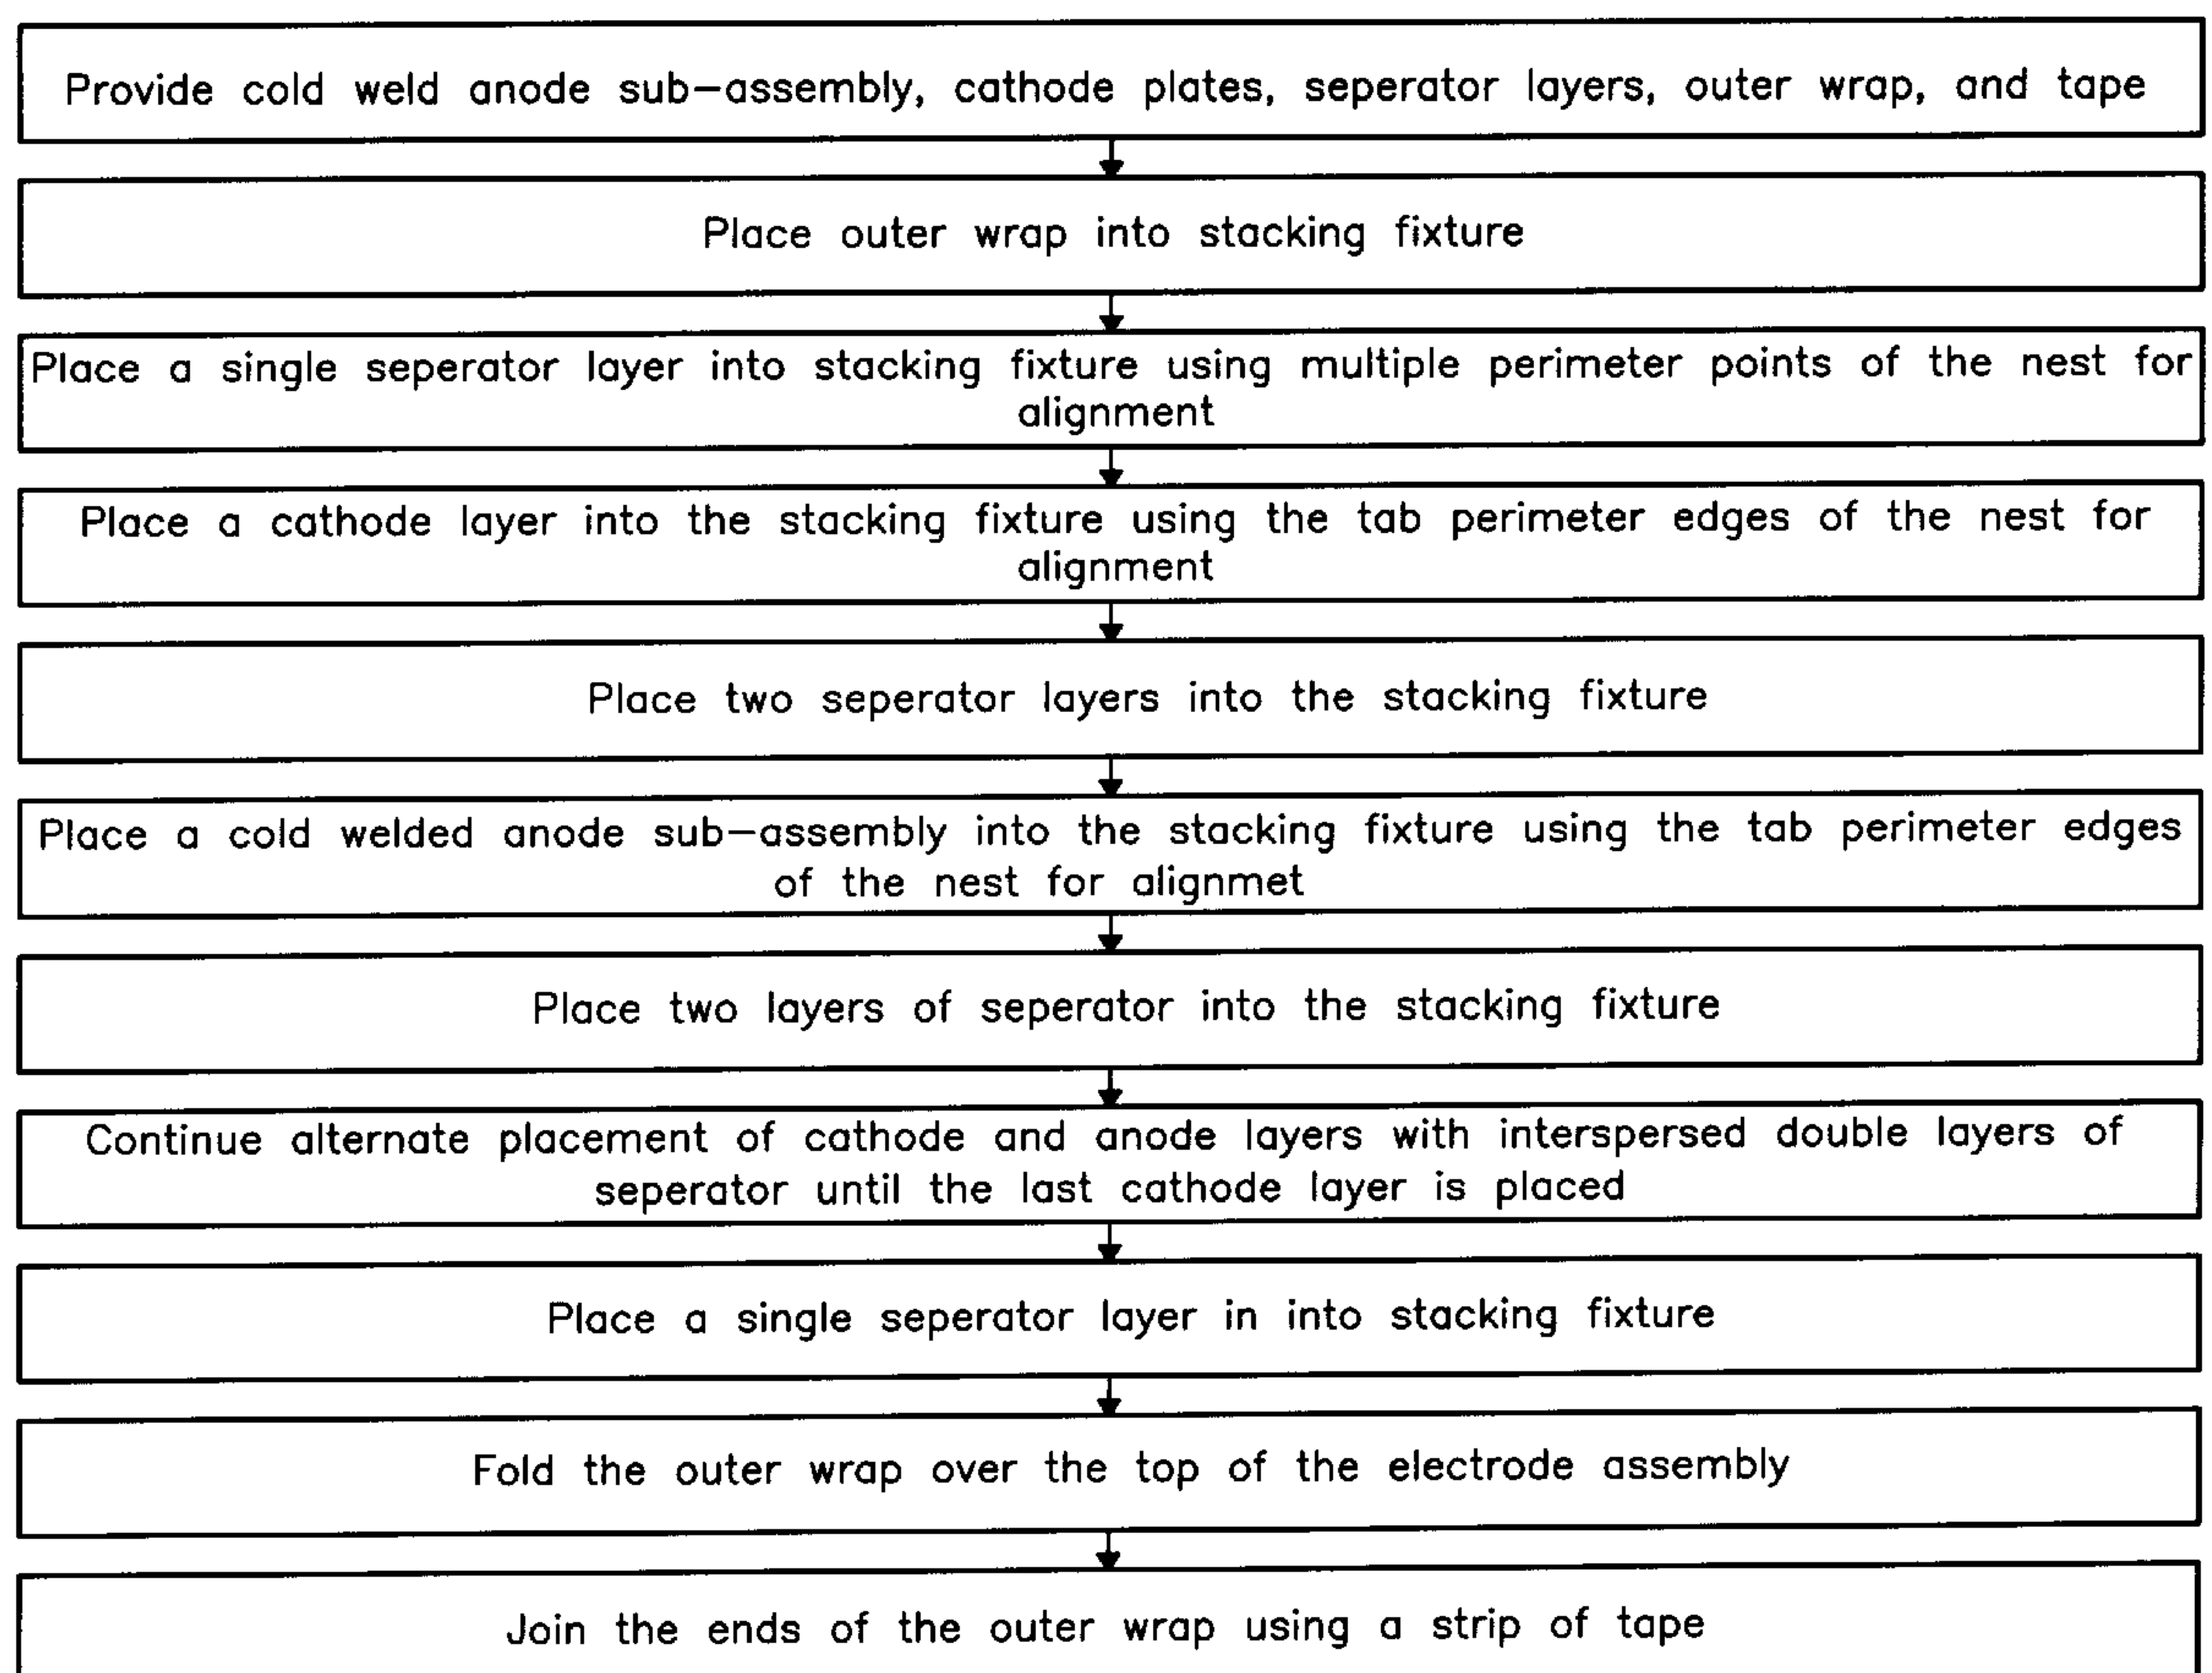 Provide cold weld anode sub-assembly, cathode plates, seperator layers, outer wrap, and tape
Place outer wrap into stacking fixture
Place a single seperator layer into stacking fixture using multiple perimeter points of the nest for
alignment
Place a cathode layer into the stacking fixture using the tab perimeter edges of the nest for
alignment
Place two seperator layers into the stacking fixture
Place a cold welded anode sub-assembly into the stacking fixture using the tab perimeter edges
of the nest for alignmet
Place two layers of seperator into the stacking fixture
Continue alternate placement of cathode and anode layers with interspersed double layers of
seperator until the last cathode layer is placed
Place a single seperator layer in into stacking fixture
Fold the outer wrap over the top of the electrode assembly
Join the ends of the outer wrap using a strip of tape